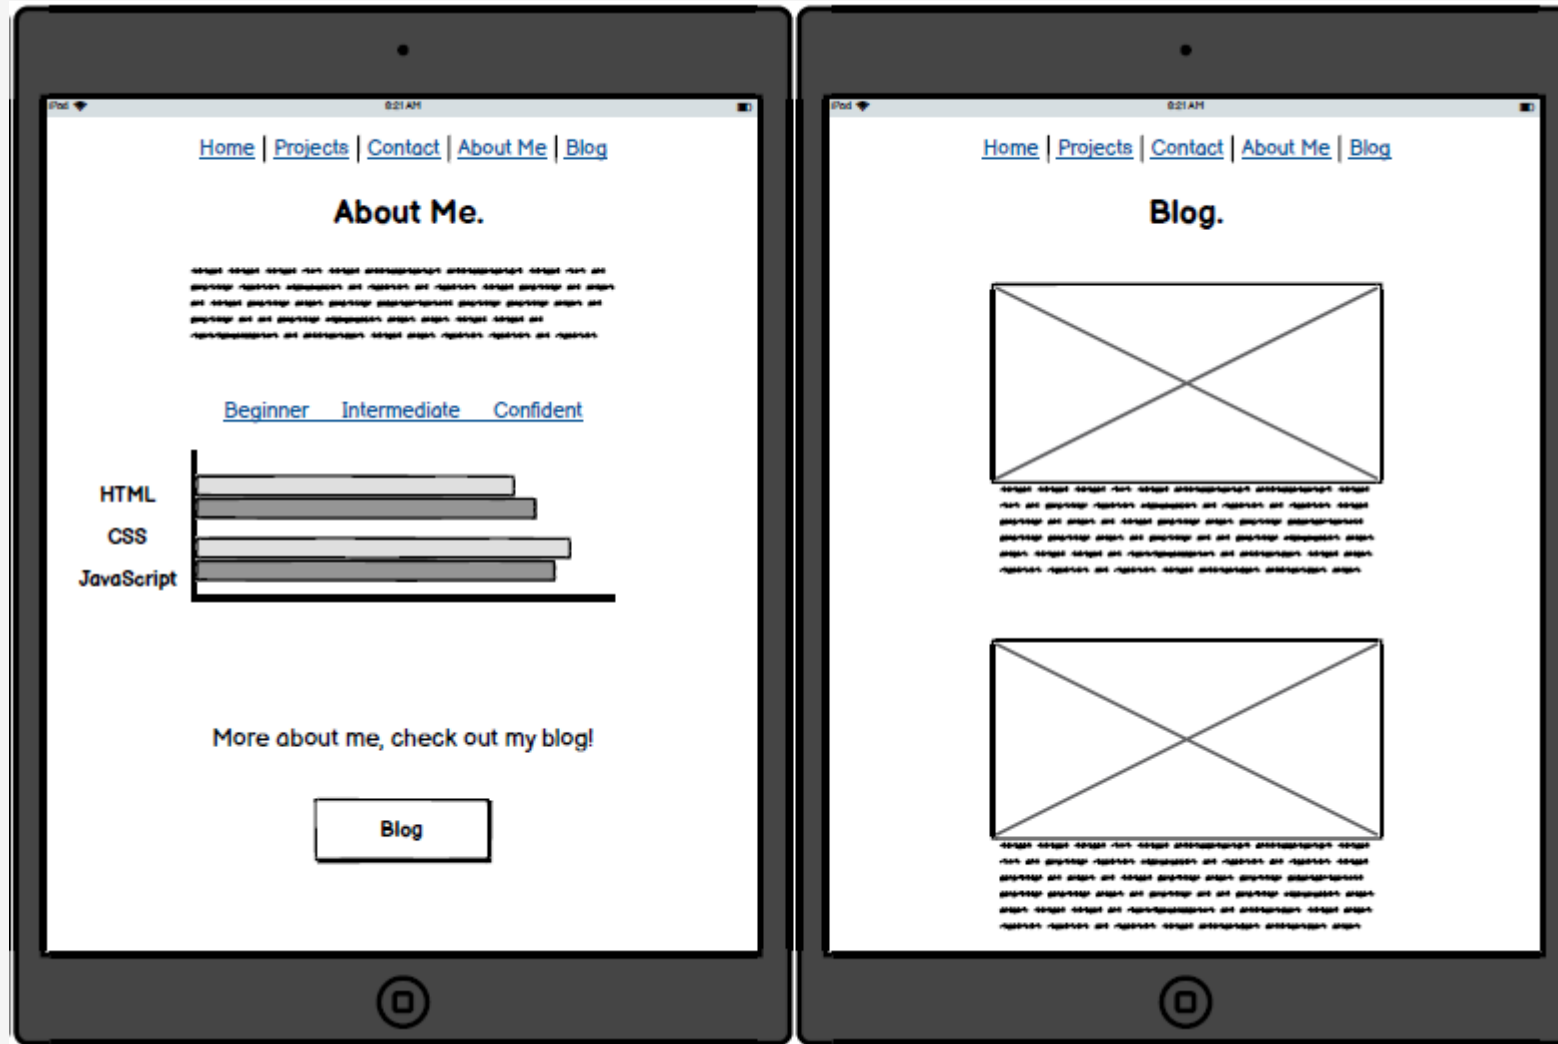 iPad 8:21 AM
Home | Projects | Contact | About Me | Blog
About Me.
Beginner Intermediate Confident
HTML
CSS
JavaScript
More about me, check out my blog!
Blog
iPad 8:21 AM
Home | Projects | Contact | About Me | Blog
Blog.